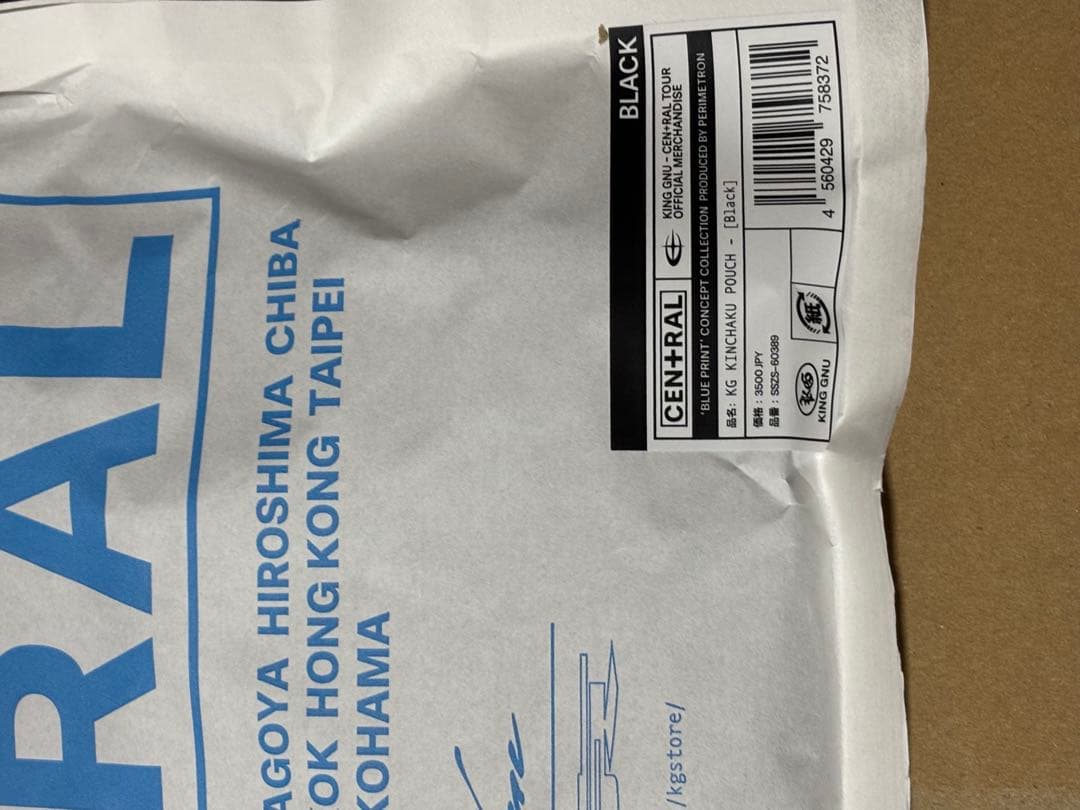 RAL
AGOYA HIROSHIMA CHIBA
OK HONG KONG TAIPEI
KOHAMA
/kgstore/
BLACK
CEN+RAL
KING GNU - CEN+RAL TOUR
OFFICIAL MERCHANDISE
'BLUE PRINT' CONCEPT COLLECTION PRODUCED BY PERIMETRON
品名: KG KINCHAKU POUCH - [Black]
価格 : 3500 JPY
品番 : SSZS-60389
KING GNU
紙
4 560429 758372